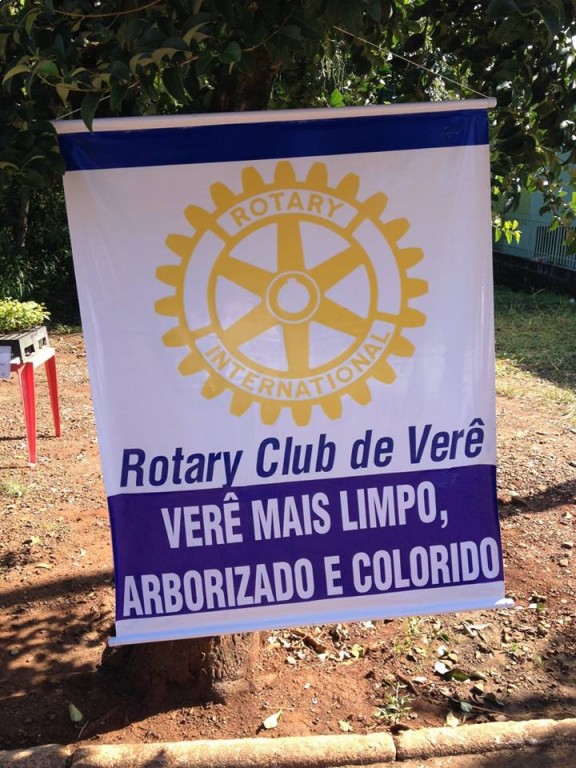 ROTARY
INTERNATIONAL
Rotary Club de Verê
VERÊ MAIS LIMPO,
ARBORIZADO E COLORIDO